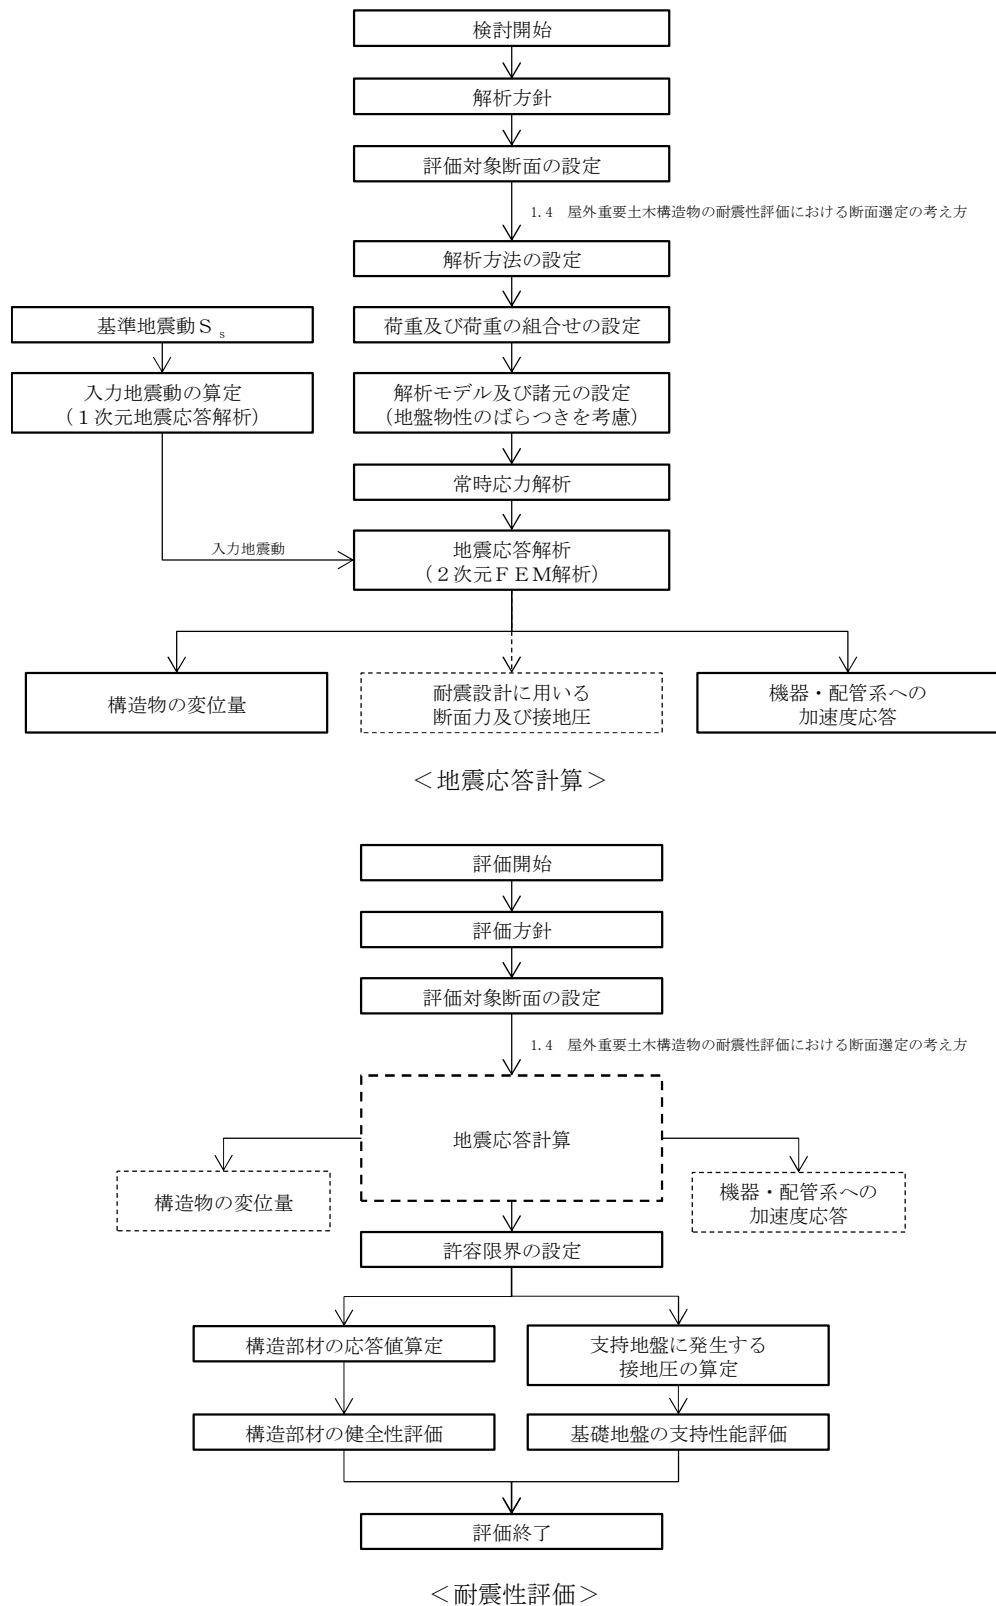 検討開始
解析方針
評価対象断面の設定
1.4　屋外重要土木構造物の耐震性評価における断面選定の考え方
解析方法の設定
基準地震動Ｓs
荷重及び荷重の組合せの設定
入力地震動の算定
（１次元地震応答解析）
解析モデル及び諸元の設定
（地盤物性のばらつきを考慮）
常時応力解析
入力地震動
地震応答解析
（２次元ＦＥＭ解析）
構造物の変位量
耐震設計に用いる
断面力及び接地圧
機器・配管系への
加速度応答
＜地震応答計算＞
評価開始
評価方針
評価対象断面の設定
1.4　屋外重要土木構造物の耐震性評価における断面選定の考え方
地震応答計算
構造物の変位量
機器・配管系への
加速度応答
許容限界の設定
構造部材の応答値算定
支持地盤に発生する
接地圧の算定
構造部材の健全性評価
基礎地盤の支持性能評価
評価終了
＜耐震性評価＞